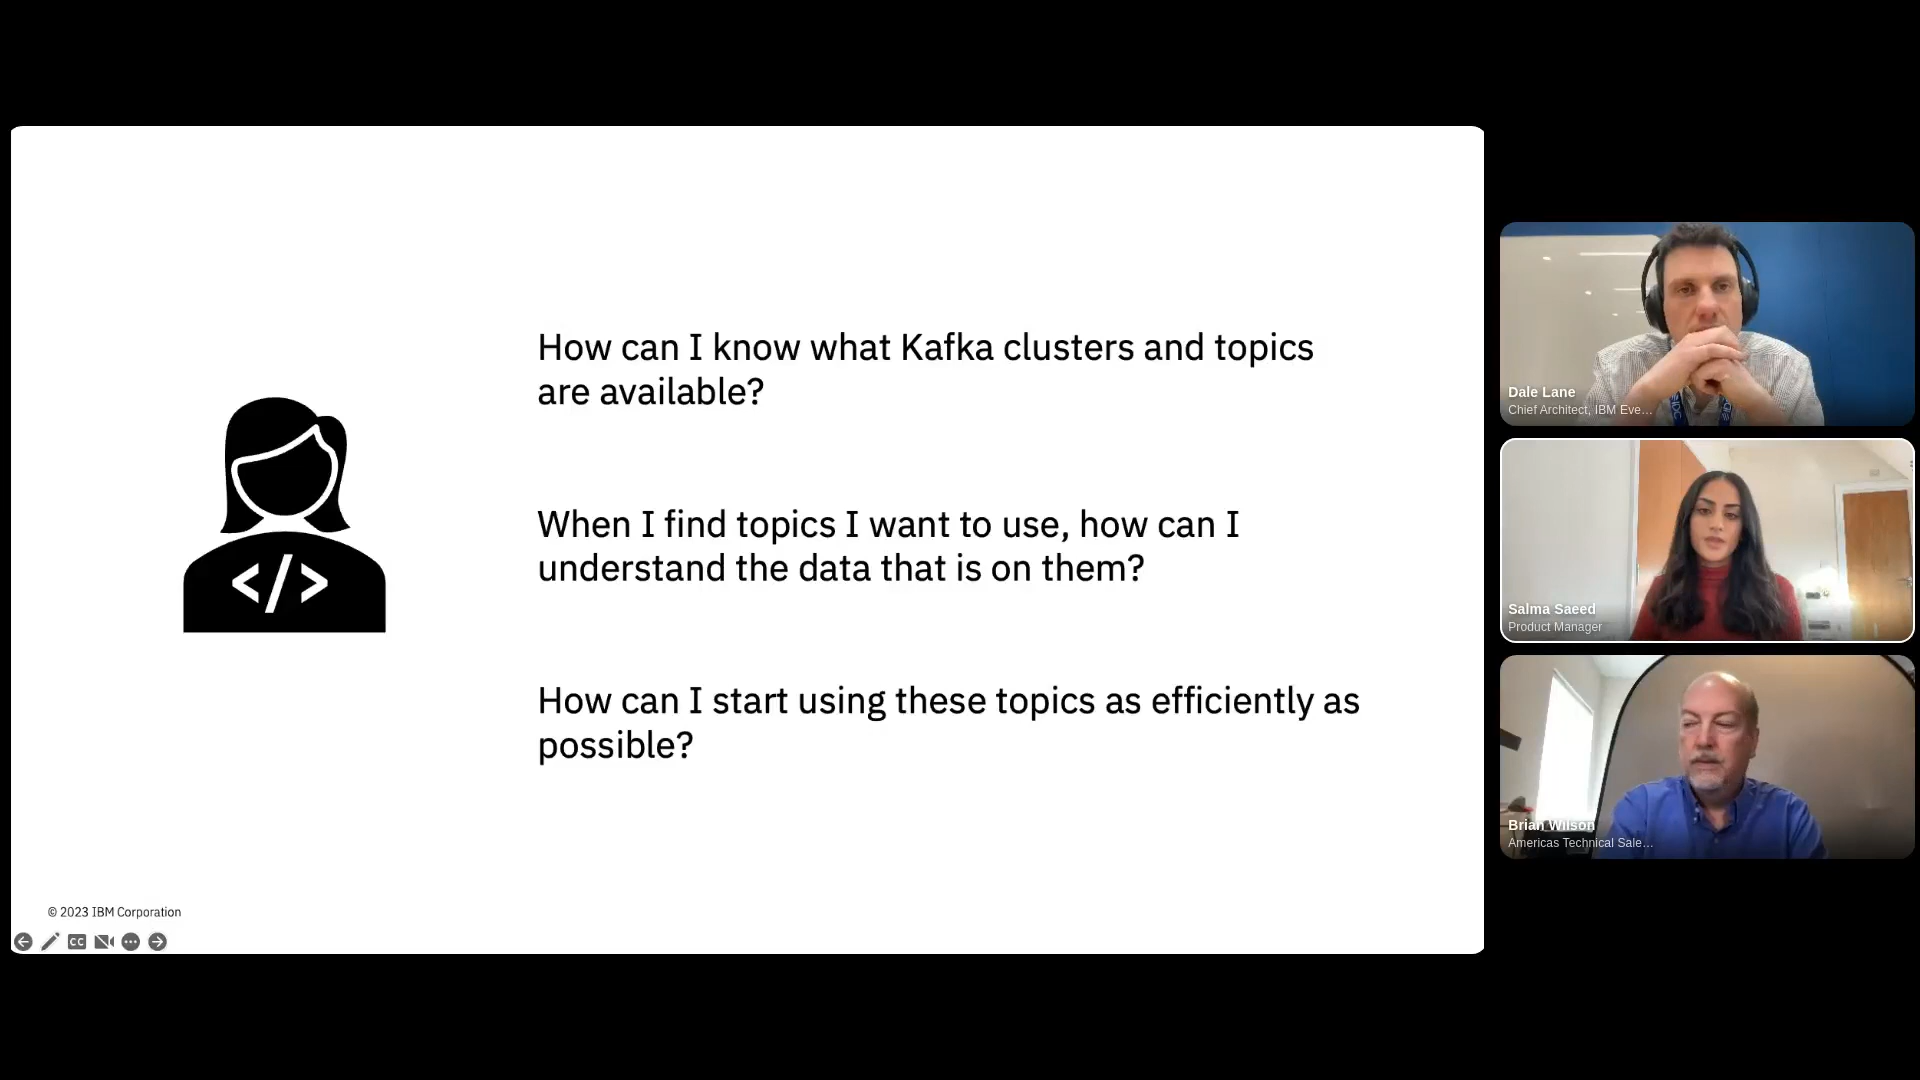 How can I know what Kafka clusters and topics
are available?
When I find topics I want to use, how can I
understand the data that is on them?
How can I start using these topics as efficiently as
possible?
</>
© 2023 IBM Corporation
CC
Dale Lane
Chief Architect, IBM Eve...
Salma Saeed
Product Manager
Brian Wilson
Americas Technical Sale...